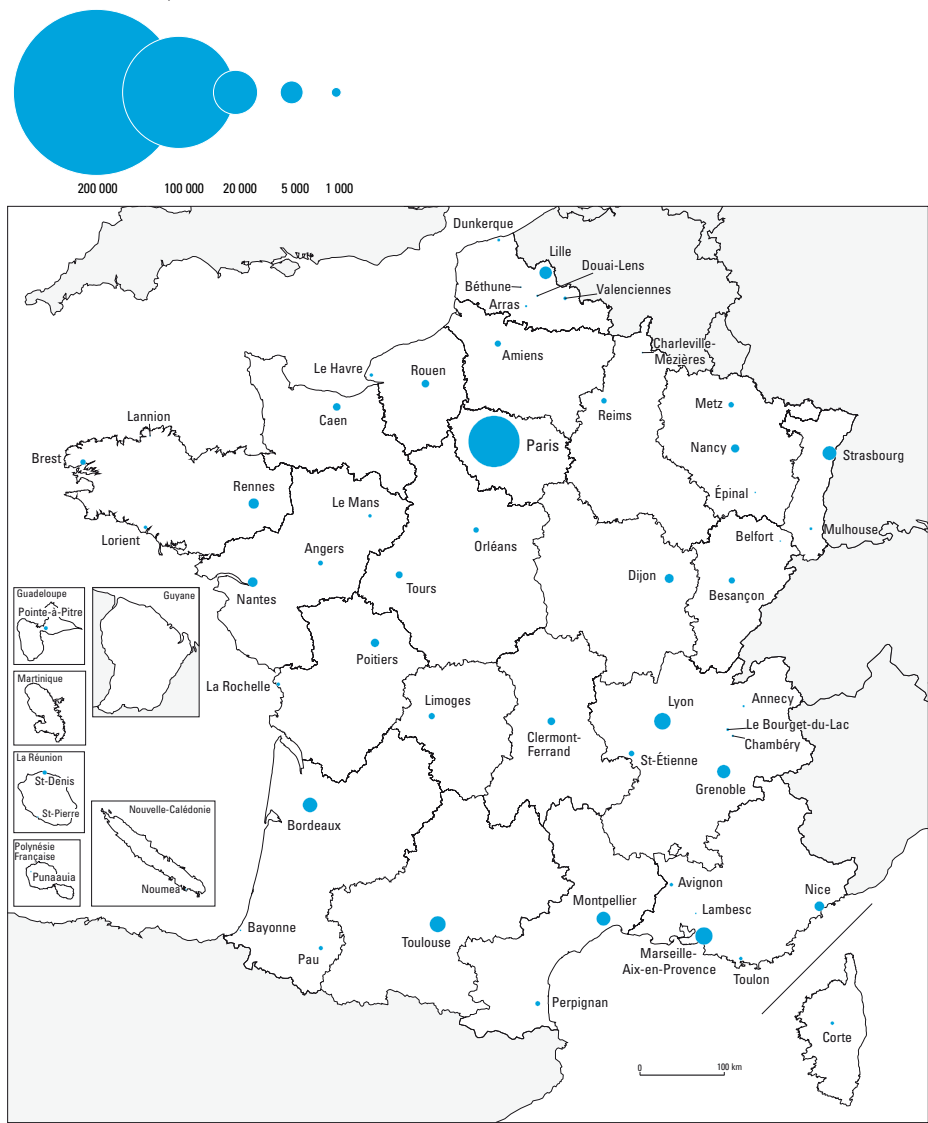 200 000 100 000 20 000 5 000 1 000
Dunkerque
Lille
Douai-Lens
Béthune
Valenciennes
Arras
Charleville-
Mézières
Amiens
Le Havre
Rouen
Reims
Metz
Caen
Lannion
Paris
Nancy
Strasbourg
Brest
Rennes
Le Mans
Épinal
Lorient
Orléans
Belfort
Mulhouse
Angers
Dijon
Nantes
Tours
Besançon
Guadeloupe
Pointe-à-Pitre
Guyane
Poitiers
Martinique
La Rochelle
Limoges
Lyon
Annecy
Le Bourget-du-Lac
Clermont-
Ferrand
Chambéry
La Réunion
St-Denis
St-Étienne
Grenoble
St-Pierre
Nouvelle-Calédonie
Bordeaux
Polynésie
Française
Punaauia
Noumea
Avignon
Nice
Montpellier
Lambesc
Bayonne
Toulouse
Pau
Marseille-
Aix-en-Provence
Toulon
Perpignan
Corte
0 100 km